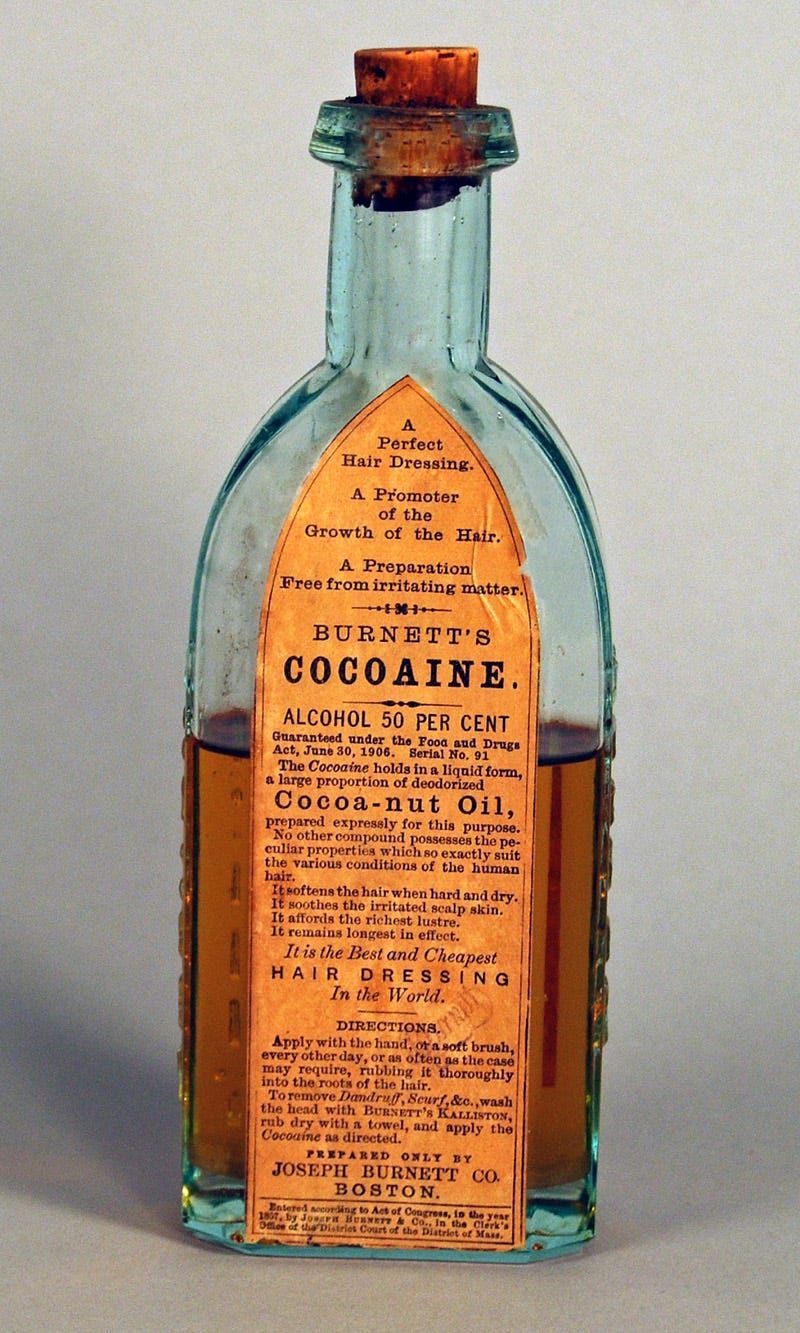 A
Perfect
Hair Dressing.
A Promoter
of the
Growth of the Hair.
A Preparation
Free from irritating matter.
BURNETT'S
COCOAINE.
ALCOHOL 50 PER CENT
Guaranteed under the Food and Drugs
Act, June 30, 1906. Serial No. 91
The Cocoaine holds in a liquid form,
a large proportion of deodorized
Cocoa-nut Oil,
prepared expressly for this purpose.
No other compound possesses the pe-
culiar properties which so exactly suit
the various conditions of the human
hair.
It softens the hair when hard and dry.
It soothes the irritated scalp skin.
It affords the richest lustre.
It remains longest in effect.
It is the Best and Cheapest
HAIR DRESSING
In the World.
DIRECTIONS.
Apply with the hand, or a soft brush,
every other day, or as often as the case
may require, rubbing it thoroughly
into the roots of the hair.
To remove Dandruff, Scurf, &c., wash
the head with BURNETT'S KALLISTON,
rub dry with a towel, and apply the
Cocoaine as directed.
PREPARED ONLY BY
JOSEPH BURNETT CO.
BOSTON.
Entered according to Act of Congress, in the year
1857, by JOSEPH BURNETT & Co., in the Clerk's
Office of the District Court of the District of Mass.